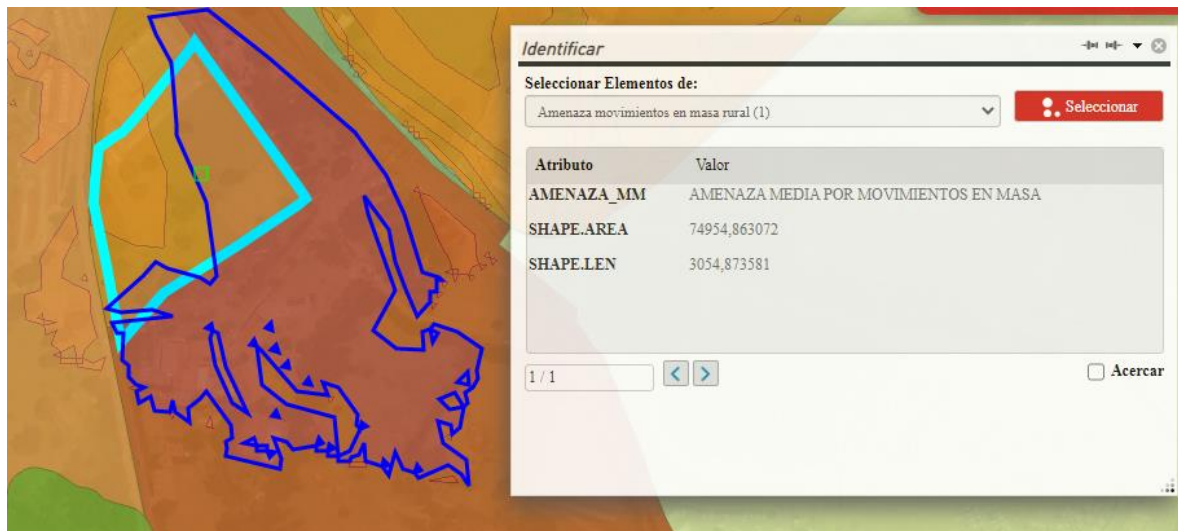 Identificar
Seleccionar Elementos de:
Amenaza movimientos en masa rural (1)
Seleccionar
Atributo Valor
AMENAZA_MM AMENAZA MEDIA POR MOVIMIENTOS EN MASA
SHAPE.AREA 74954,863072
SHAPE.LEN 3054,873581
1 / 1
Acercar